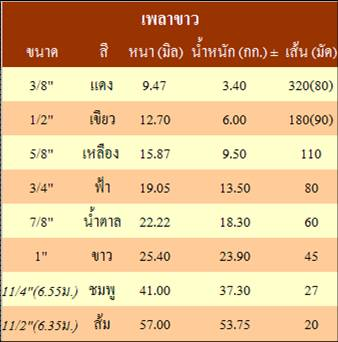 เพลาขาว
ขนาด สี หนา (มิล) น้ำหนัก (กก.) ± เส้น (มัด)
3/8" แดง 9.47 3.40 320(80)
1/2" เขียว 12.70 6.00 180(90)
5/8" เหลือง 15.87 9.50 110
3/4" ฟ้า 19.05 13.50 80
7/8" น้ำตาล 22.22 18.30 60
1" ขาว 25.40 23.90 45
11/4"(6.55ม.) ชมพู 41.00 37.30 27
11/2"(6.35ม.) ส้ม 57.00 53.75 20